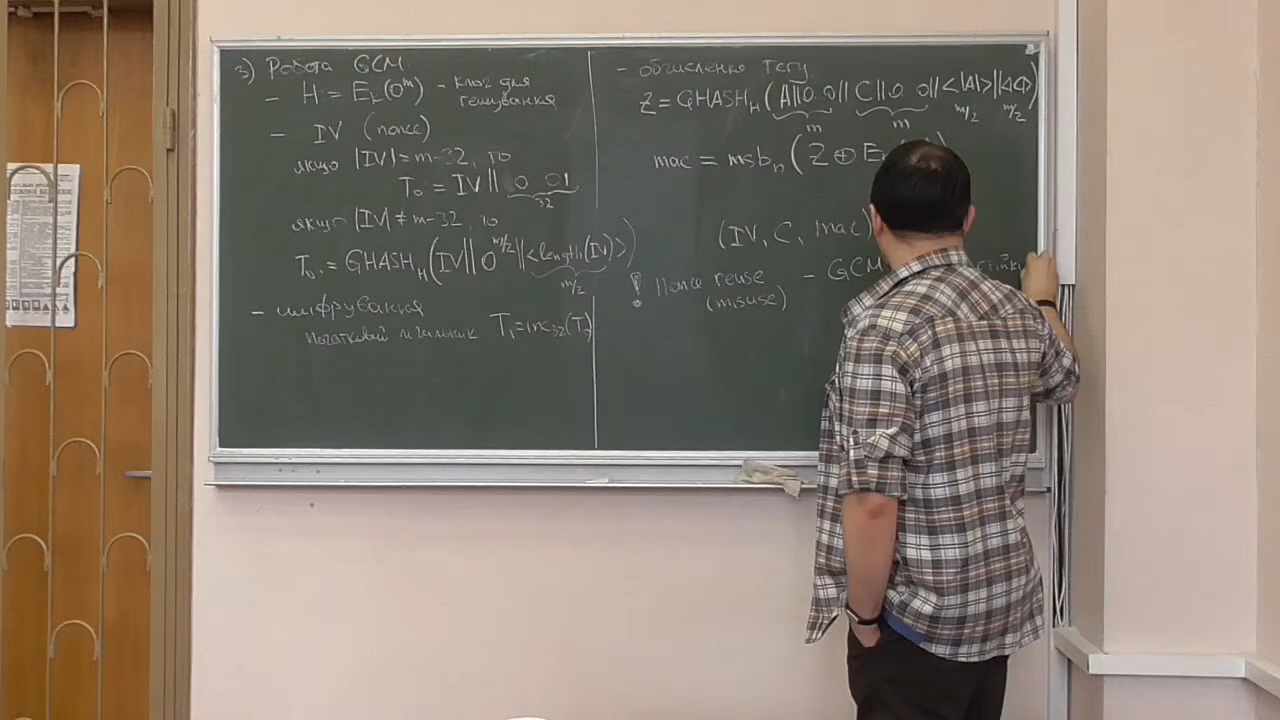 3) Робота GCM
- H = E_k(0^m) - ключ для
гешування
- IV (nonce)
якщо |IV| = m-32, то
T₀ = IV || 0 01
32
якщо |IV| ≠ m-32, то
T₀ = GHASH_H(IV || 0^{m/2} || <length(IV)>)
m/2
- шифрування
початковий лічильник T₁ = inc₃₂(T₀)
- обчислення тегу
Z = GHASH_H(A||0..0|| C||0 0|| <|A|>||<|C|>)
m m m/2 m/2
mac = msb_n(Z ⊕ E
(IV, C, mac)
! Nonce reuse - GCM
(misuse)